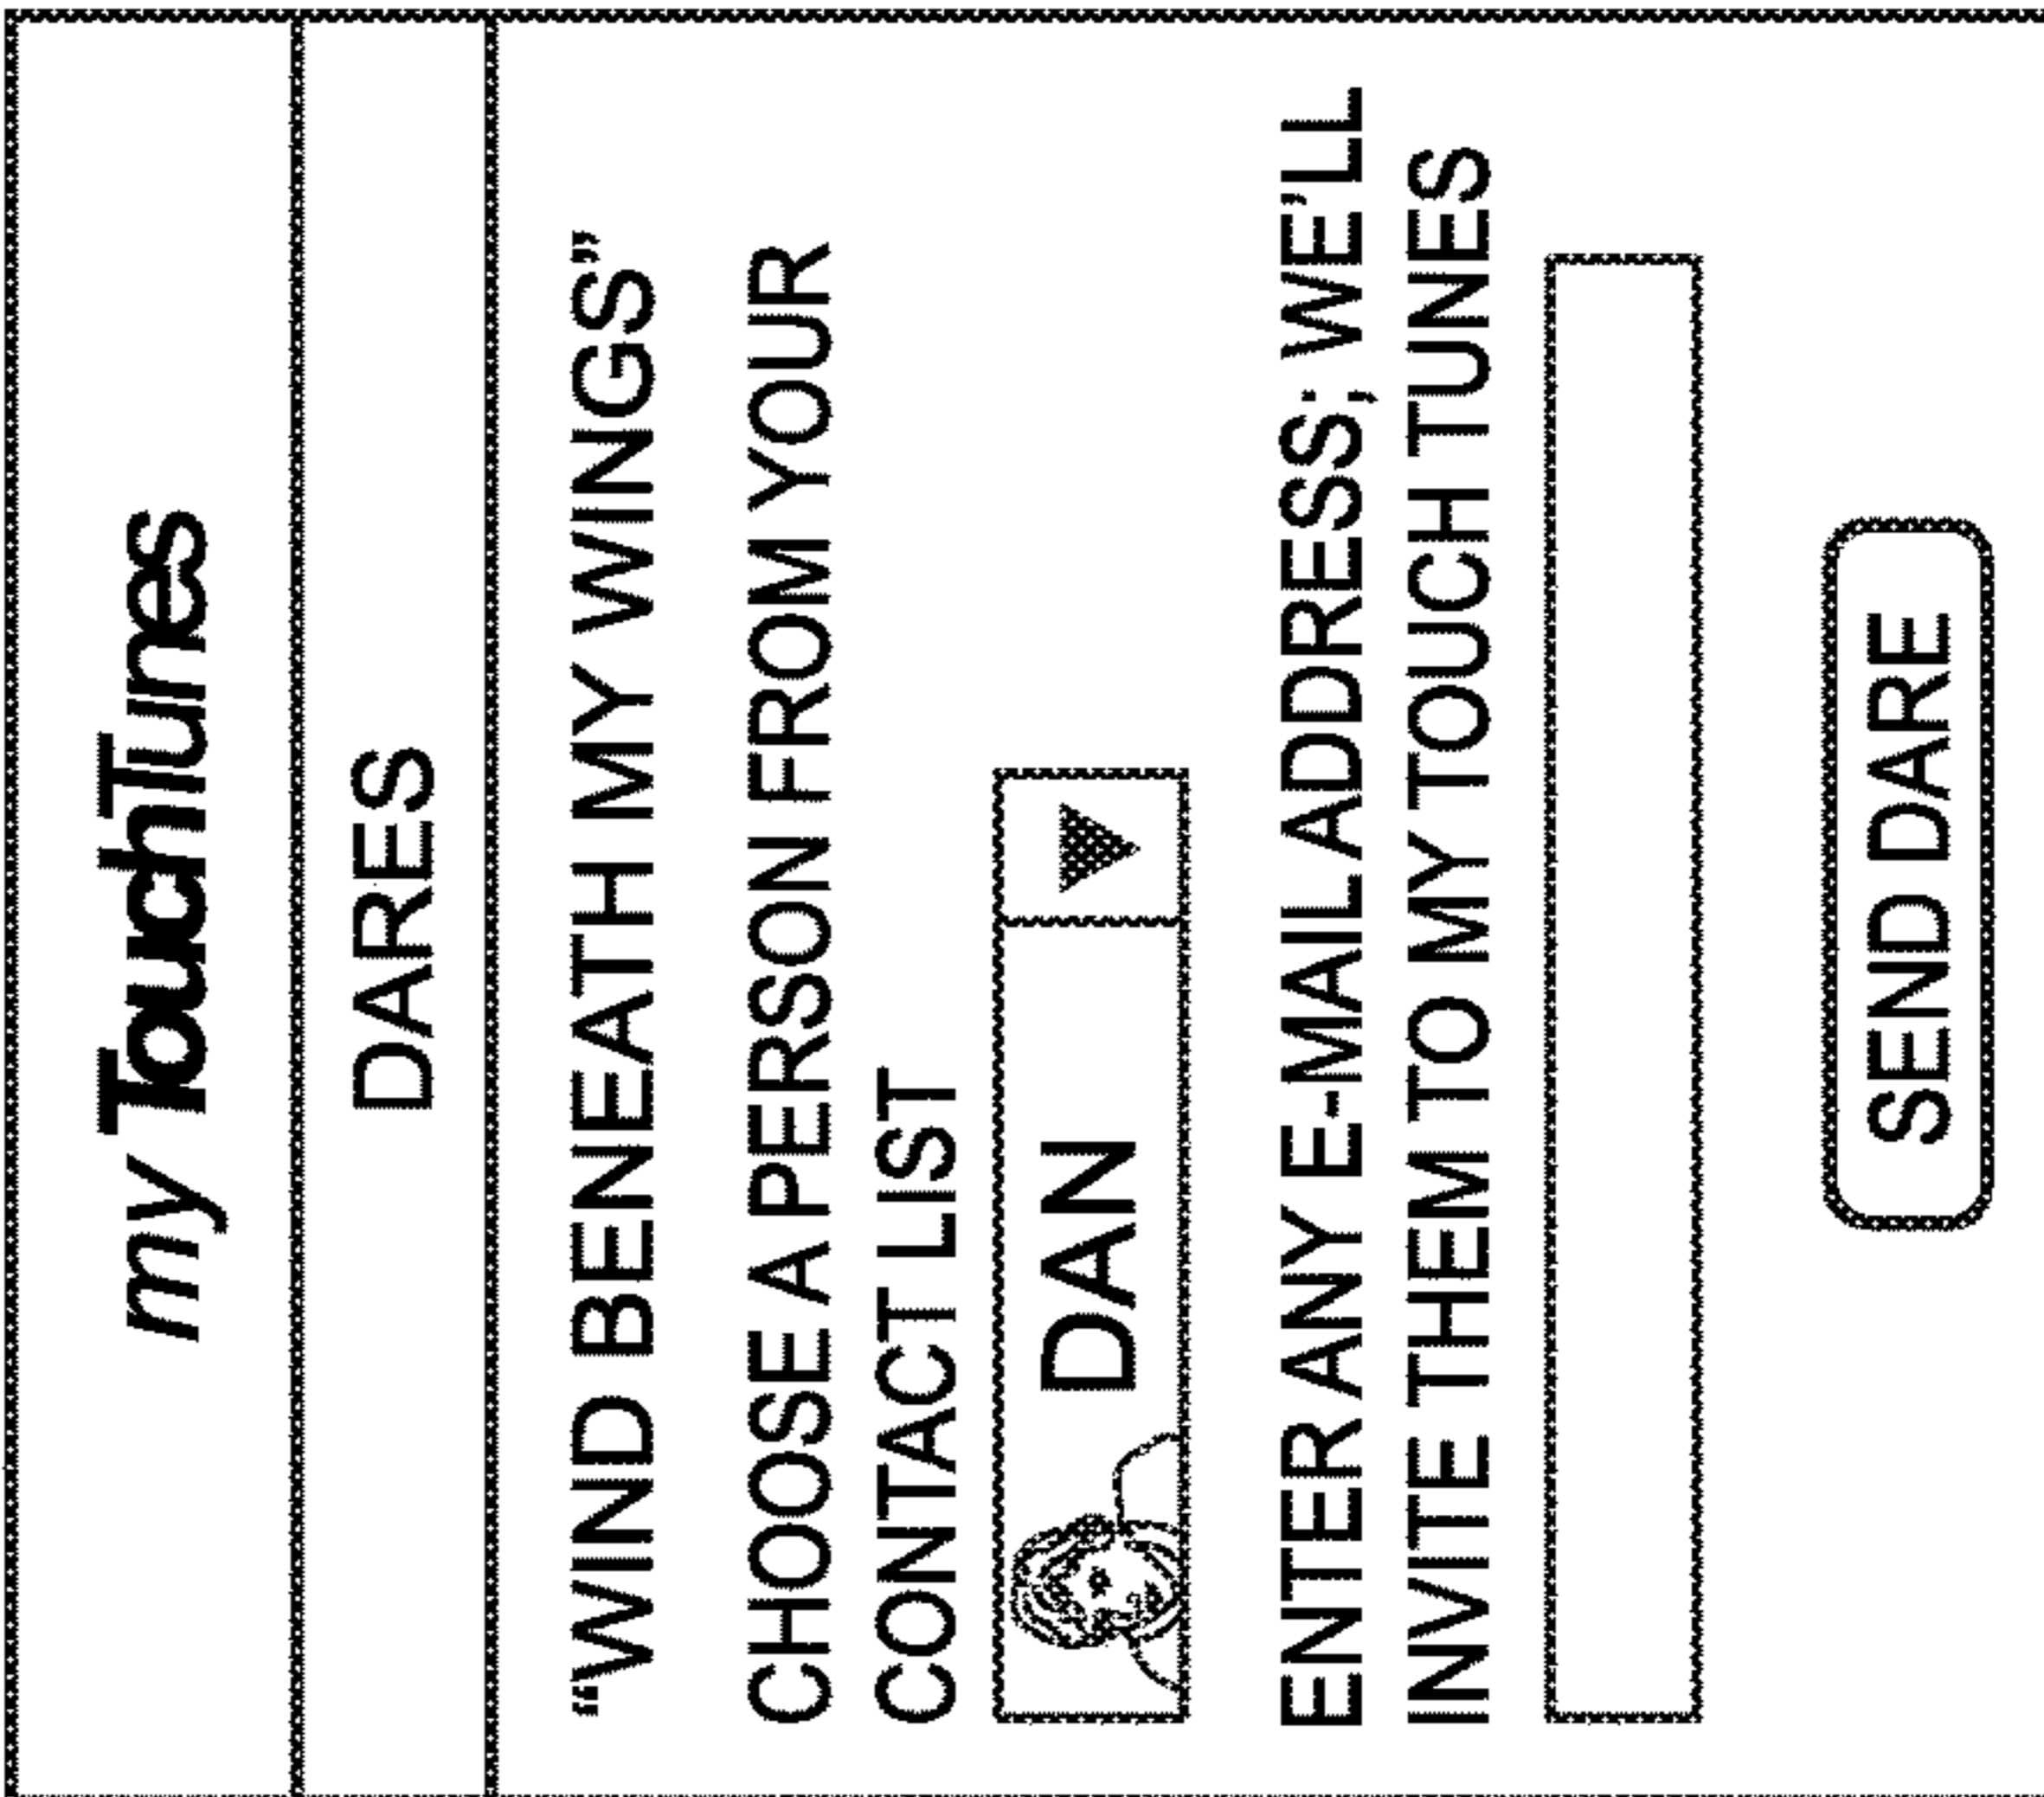 my TouchTunes
DARES
“WIND BENEATH MY WINGS”
CHOOSE A PERSON FROM YOUR
CONTACT LIST
DAN
ENTER ANY E-MAIL ADDRESS; WE’LL
INVITE THEM TO MY TOUCH TUNES
SEND DARE